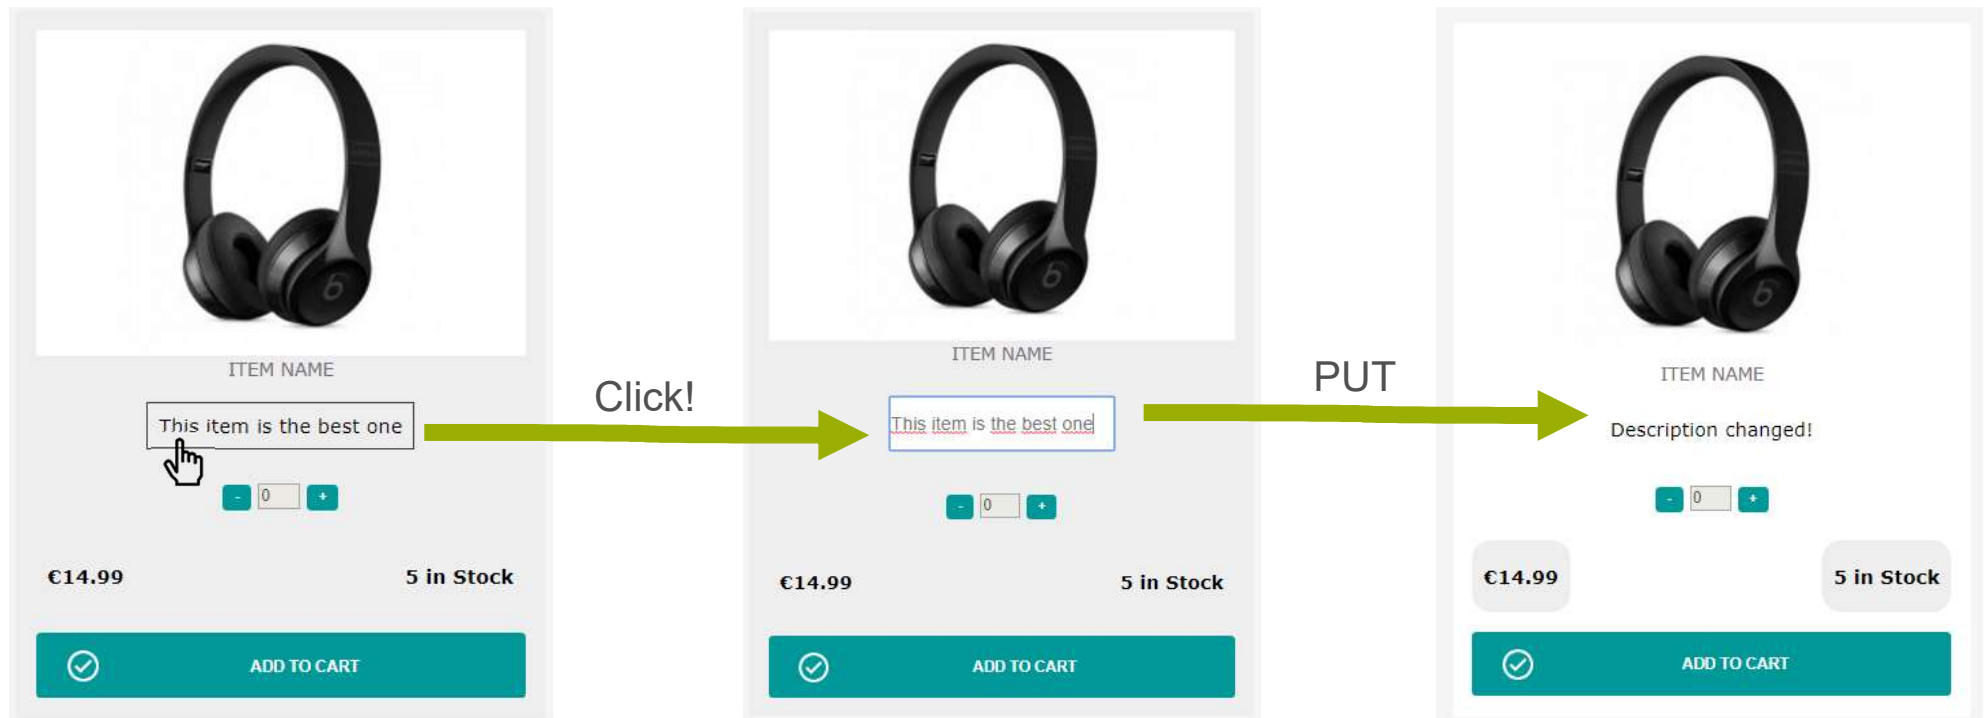 ITEM NAME
This item is the best one
- 0 +
€14.99 5 in Stock
ADD TO CART
Click!
ITEM NAME
This item is the best one
- 0 +
€14.99 5 in Stock
ADD TO CART
PUT
ITEM NAME
Description changed!
- 0 +
€14.99 5 in Stock
ADD TO CART